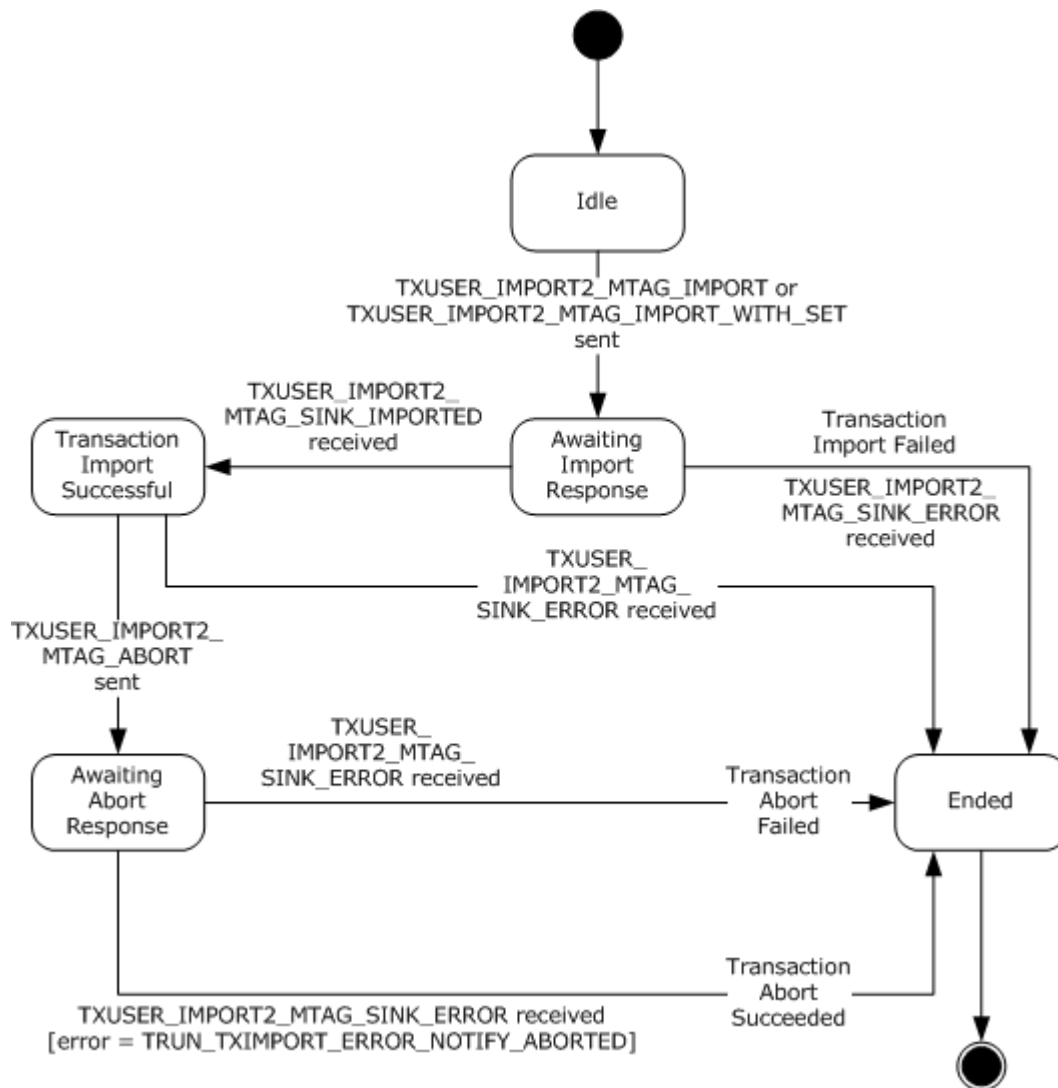 Idle
TXUSER_IMPORT2_MTAG_IMPORT or
TXUSER_IMPORT2_MTAG_IMPORT_WITH_SET
sent
TXUSER_IMPORT2_
MTAG_SINK_IMPORTED
received
Transaction
Import Failed
Transaction
Import
Successful
Awaiting
Import
Response
TXUSER_IMPORT2_
MTAG_SINK_ERROR
received
TXUSER_
IMPORT2_MTAG_
SINK_ERROR received
TXUSER_IMPORT2_
MTAG_ABORT
sent
TXUSER_
IMPORT2_MTAG_
SINK_ERROR received
Awaiting
Abort
Response
Transaction
Abort
Failed
Ended
Transaction
Abort
Succeeded
TXUSER_IMPORT2_MTAG_SINK_ERROR received
[error = TRUN_TXIMPORT_ERROR_NOTIFY_ABORTED]